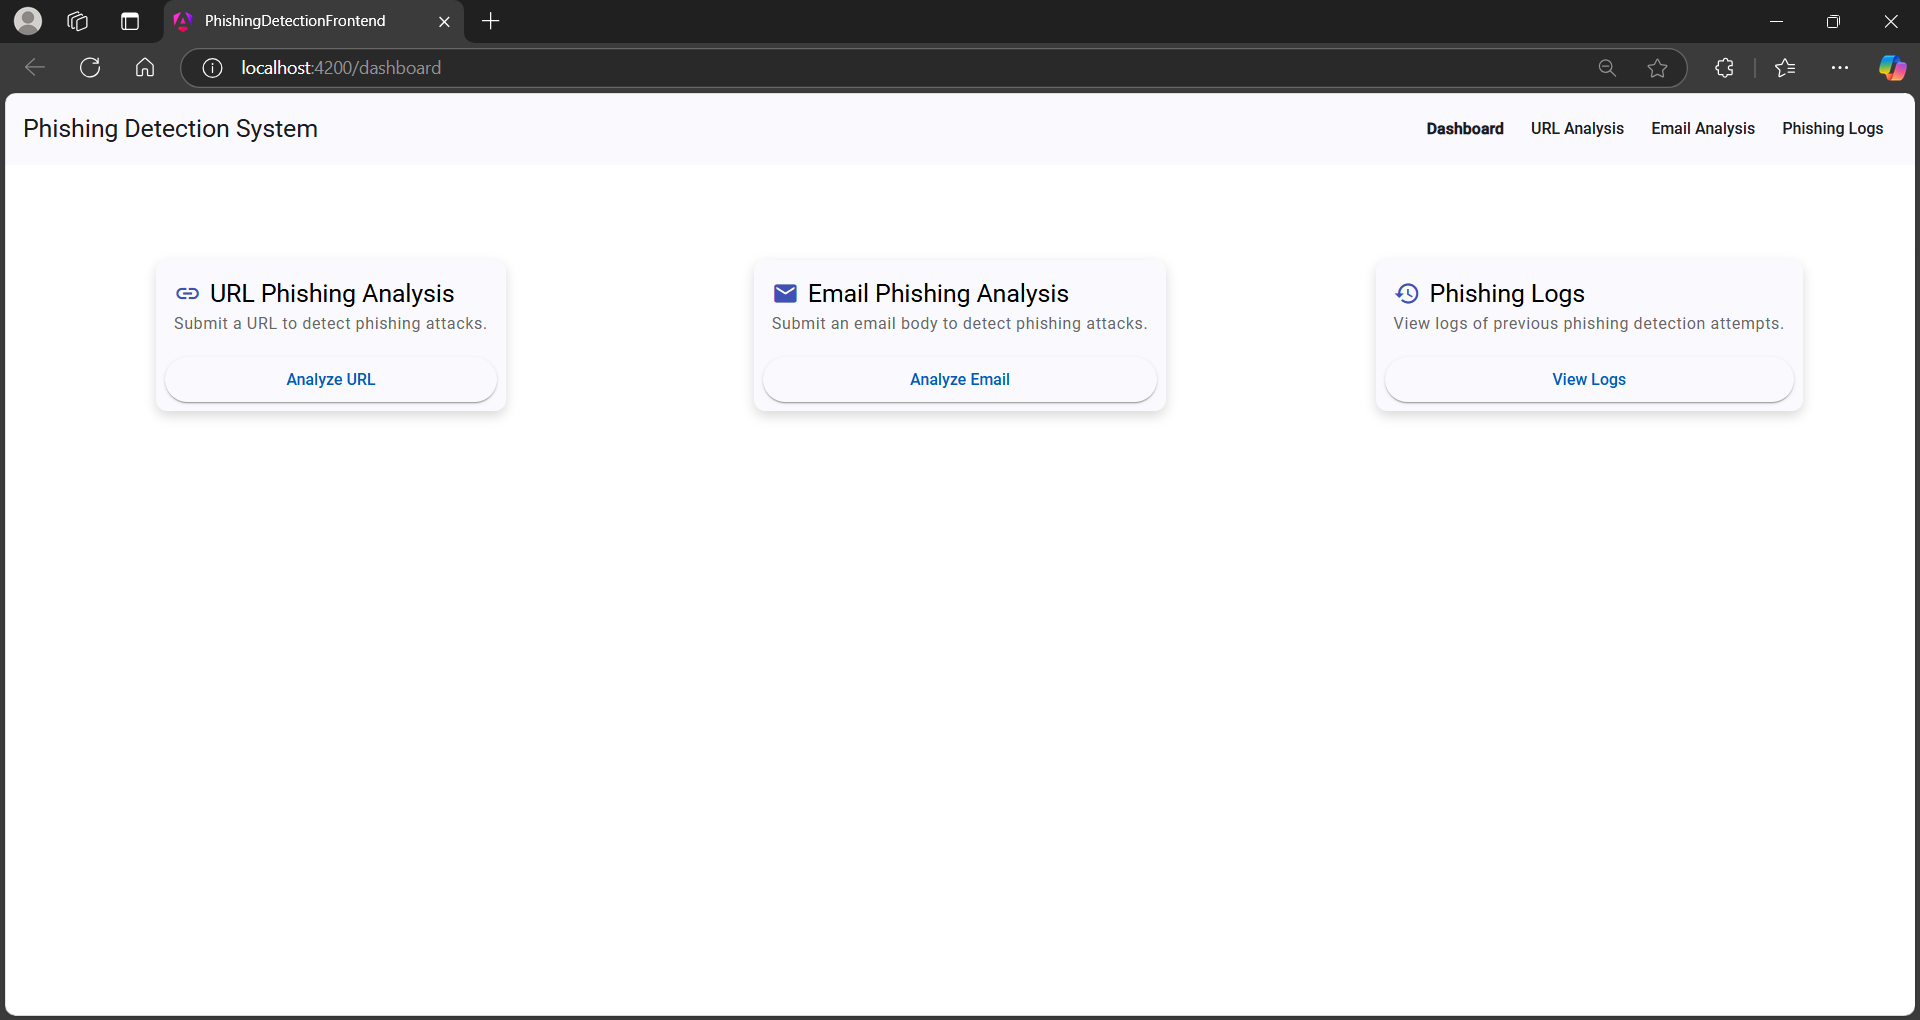 PhishingDetectionFrontend
localhost:4200/dashboard
Phishing Detection System
Dashboard URL Analysis Email Analysis Phishing Logs
URL Phishing Analysis
Submit a URL to detect phishing attacks.
Analyze URL
Email Phishing Analysis
Submit an email body to detect phishing attacks.
Analyze Email
Phishing Logs
View logs of previous phishing detection attempts.
View Logs